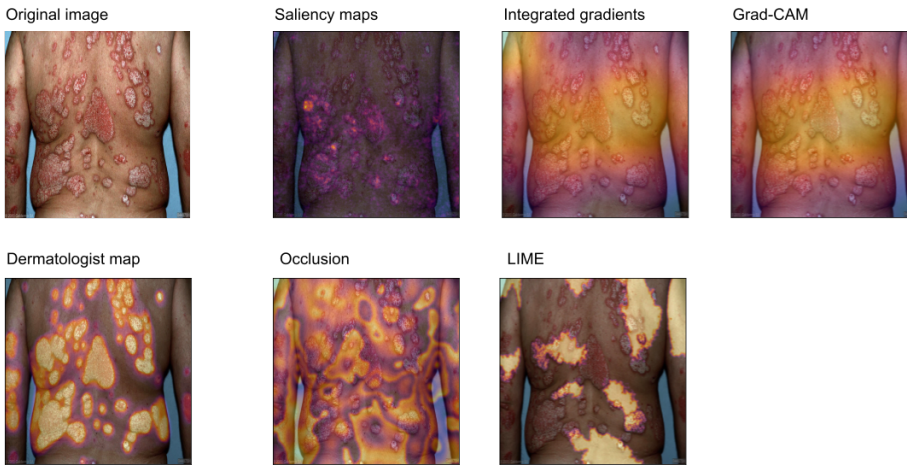 Original image
Saliency maps
Integrated gradients
Grad-CAM
Dermatologist map
Occlusion
LIME